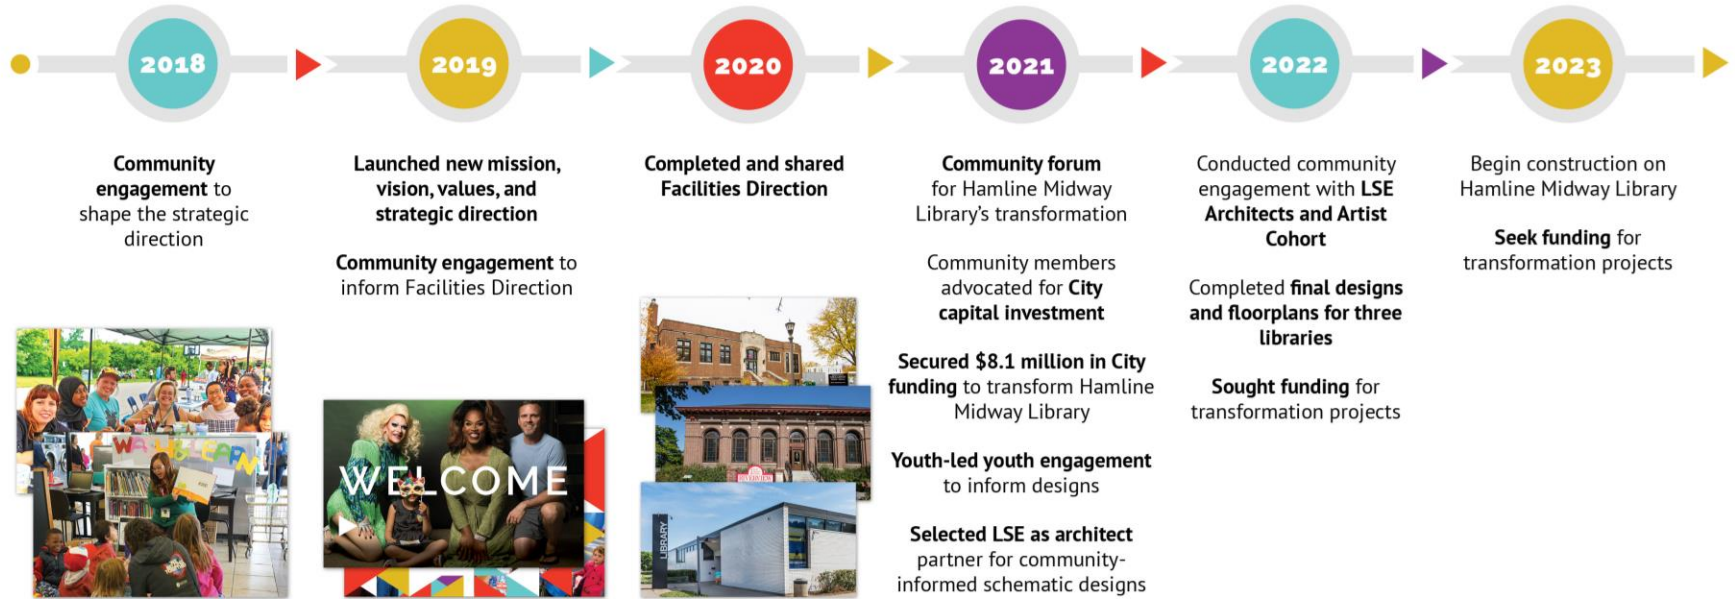 2018
Community
engagement to
shape the strategic
direction
WASH & LEARN
2019
Launched new mission,
vision, values, and
strategic direction
Community engagement to
inform Facilities Direction
WELCOME
2020
Completed and shared
Facilities Direction
RIVERVIEW
LIBRARY
2021
Community forum
for Hamline Midway
Library's transformation
Community members
advocated for City
capital investment
Secured $8.1 million in City
funding to transform Hamline
Midway Library
Youth-led youth engagement
to inform designs
Selected LSE as architect
partner for community-
informed schematic designs
2022
Conducted community
engagement with LSE
Architects and Artist
Cohort
Completed final designs
and floorplans for three
libraries
Sought funding for
transformation projects
2023
Begin construction on
Hamline Midway Library
Seek funding for
transformation projects